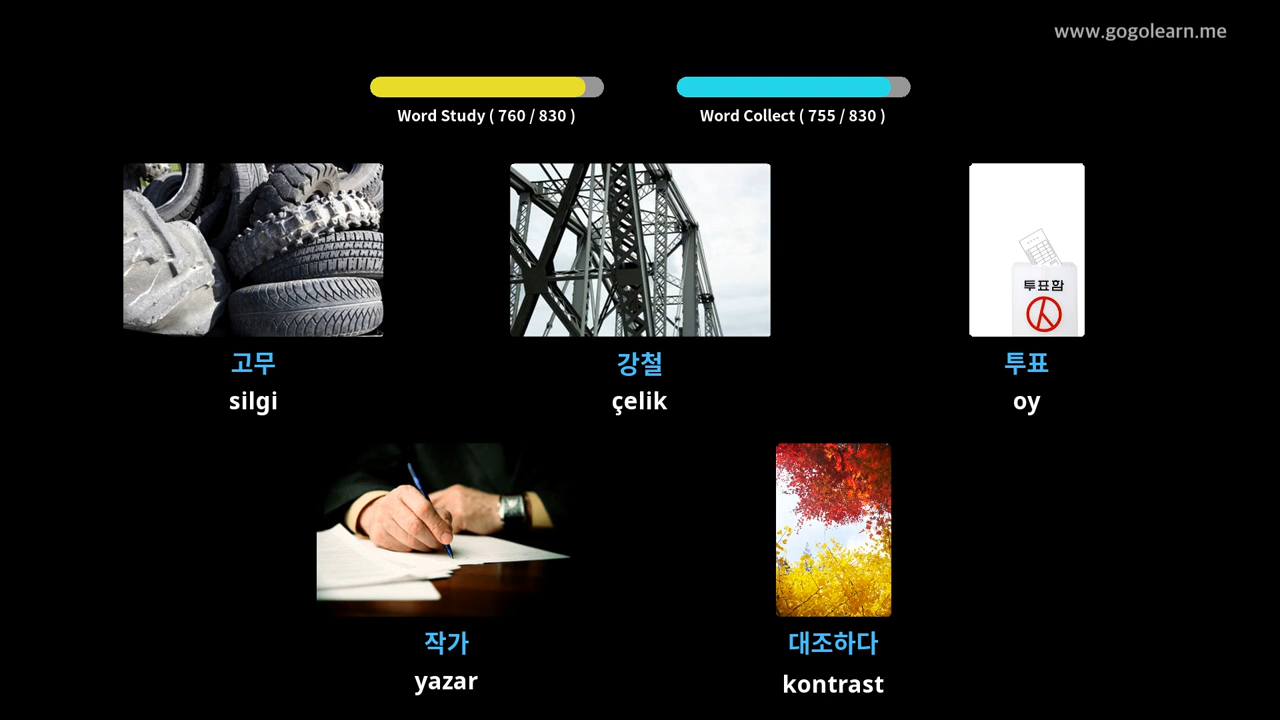 www.gogolearn.me
Word Study ( 760 / 830 )
Word Collect ( 755 / 830 )
투표함
고무
silgi
강철
çelik
투표
oy
작가
yazar
대조하다
kontrast